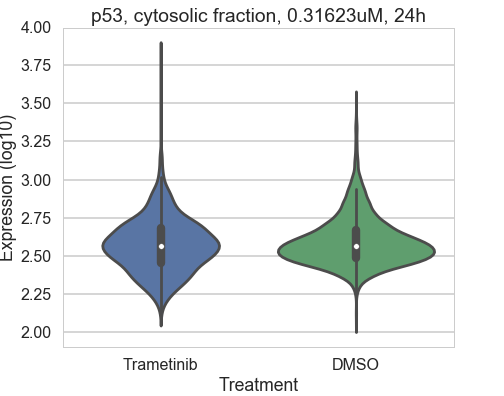 p53, cytosolic fraction, 0.31623uM, 24h
Expression (log10)
4.00
3.75
3.50
3.25
3.00
2.75
2.50
2.25
2.00
Trametinib
DMSO
Treatment